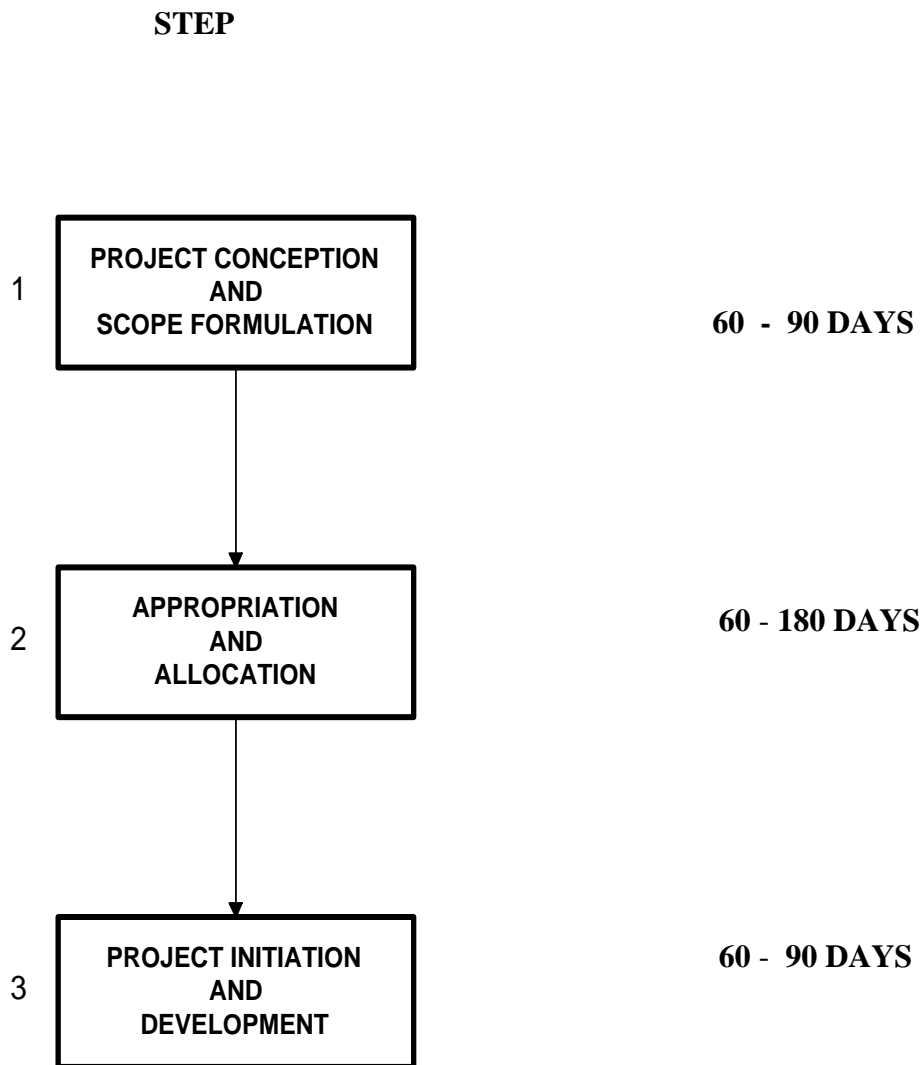 STEP
1
PROJECT CONCEPTION
AND
SCOPE FORMULATION
60 - 90 DAYS
2
APPROPRIATION
AND
ALLOCATION
60 - 180 DAYS
3
PROJECT INITIATION
AND
DEVELOPMENT
60 - 90 DAYS